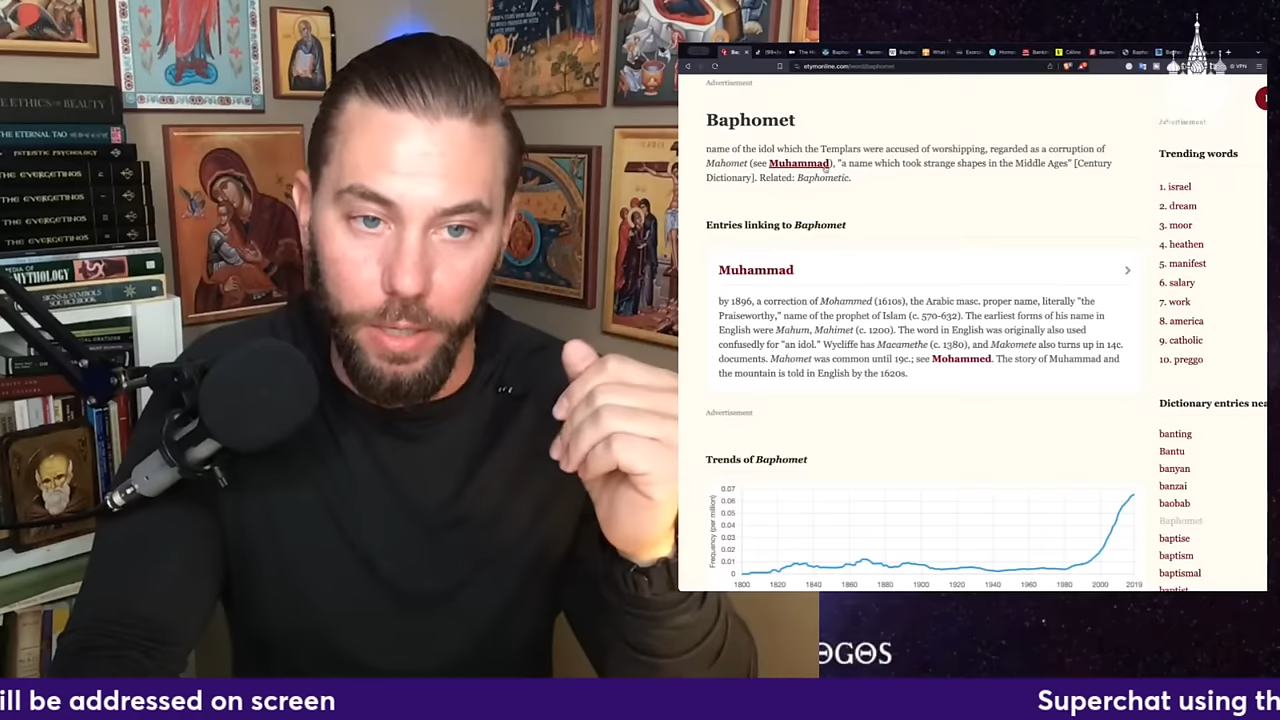 ETHICS OF BEAUTY
THE ETERNAL TAO
PATRISTIC PSYCHOLOGY
THE EVERGETINOS
THE EVERGETINOS
THE EVERGETINOS
THE EVERGETINOS
MYTHOLOGY
SIGNS & SYMBOLS
SOURCEBOOK
etymonline.com/word/baphomet
VPN
Advertisement
Baphomet
name of the idol which the Templars were accused of worshipping, regarded as a corruption of
Mahomet (see Muhammad), "a name which took strange shapes in the Middle Ages" [Century
Dictionary]. Related: Baphometic.
Entries linking to Baphomet
Muhammad
by 1896, a correction of Mohammed (1610s), the Arabic masc. proper name, literally "the
Praiseworthy," name of the prophet of Islam (c. 570-632). The earliest forms of his name in
English were Mahum, Mahimet (c. 1200). The word in English was originally also used
confusedly for "an idol." Wycliffe has Macamethe (c. 1380), and Makomete also turns up in 14c.
documents. Mahomet was common until 19c.; see Mohammed. The story of Muhammad and
the mountain is told in English by the 1620s.
Advertisement
Trends of Baphomet
Frequency (per million)
0.07
0.06
0.05
0.04
0.03
0.02
0.01
0
1800 1820 1840 1860 1880 1900 1920 1940 1960 1980 2000 2019
Advertisement
Trending words
1. israel
2. dream
3. moor
4. heathen
5. manifest
6. salary
7. work
8. america
9. catholic
10. preggo
Dictionary entries nea
banting
Bantu
banyan
banzai
baobab
Baphomet
baptise
baptism
baptismal
baptist
OGOS
ill be addressed on screen
Superchat using th